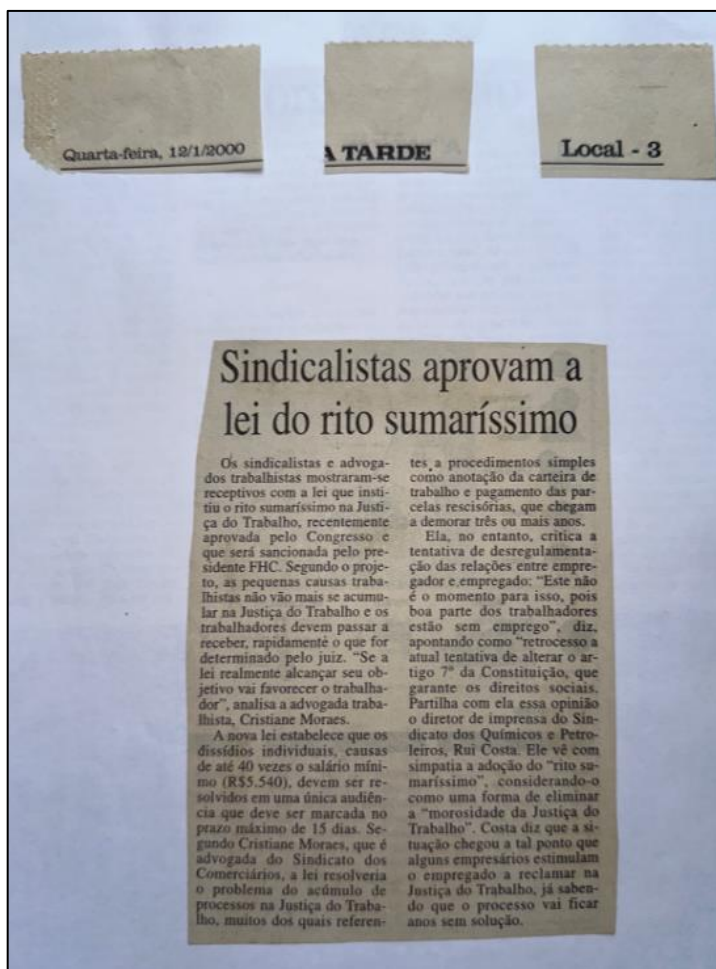 Quarta-feira, 12/1/2000
A TARDE
Local - 3
Sindicalistas aprovam a
lei do rito sumaríssimo
Os sindicalistas e advoga-
dos trabalhistas mostraram-se
receptivos com a lei que insti-
tiu o rito sumaríssimo na Justi-
ça do Trabalho, recentemente
aprovada pelo Congresso e
que será sancionada pelo pre-
sidente FHC. Segundo o proje-
to, as pequenas causas traba-
lhistas não vão mais se acumu-
lar na Justiça do Trabalho e os
trabalhadores devem passar a
receber, rapidamente o que for
determinado pelo juiz. “Se a
lei realmente alcançar seu ob-
jetivo vai favorecer o trabalha-
dor”, analisa a advogada traba-
lhista, Cristiane Moraes.
A nova lei estabelece que os
dissídios individuais, causas
de até 40 vezes o salário míni-
mo (R$5.540), devem ser re-
solvidos em uma única audiên-
cia que deve ser marcada no
prazo máximo de 15 dias. Se-
gundo Cristiane Moraes, que é
advogada do Sindicato dos
Comerciários, a lei resolveria
o problema do acúmulo de
processos na Justiça do Traba-
lho, muitos dos quais referen-
tes a procedimentos simples
como anotação da carteira de
trabalho e pagamento das par-
celas rescisórias, que chegam
a demorar três ou mais anos.
Ela, no entanto, critica a
tentativa de desregulamenta-
ção das relações entre empre-
gador e empregado: “Este não
é o momento para isso, pois
boa parte dos trabalhadores
estão sem emprego”, diz,
apontando como “retrocesso a
atual tentativa de alterar o ar-
tigo 7º da Constituição, que
garante os direitos sociais.
Partilha com ela essa opinião
o diretor de imprensa do Sin-
dicato dos Químicos e Petro-
leiros, Rui Costa. Ele vê com
simpatia a adoção do “rito su-
maríssimo”, considerando-o
como uma forma de eliminar
a “morosidade da Justiça do
Trabalho”. Costa diz que a si-
tuação chegou a tal ponto que
alguns empresários estimulam
o empregado a reclamar na
Justiça do Trabalho, já saben-
do que o processo vai ficar
anos sem solução.